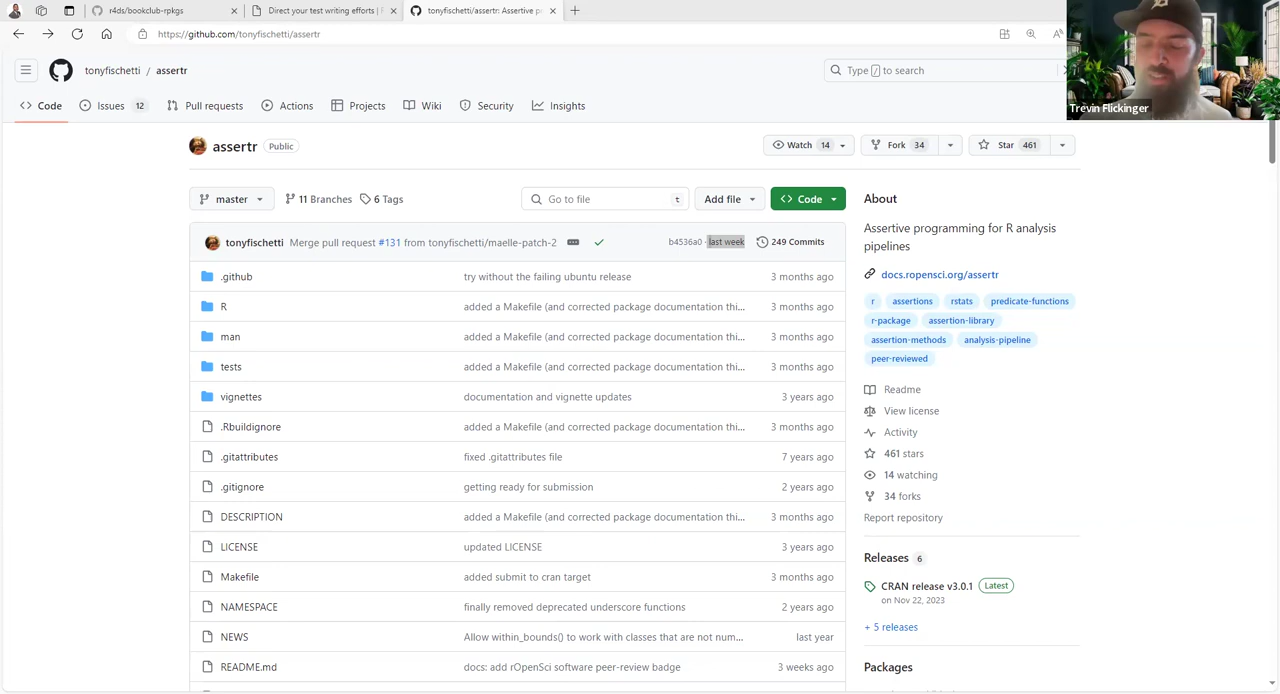 r4ds/bookclub-rpkgs
Direct your test writing efforts | F
tonyfischetti/assertr: Assertive pr
https://github.com/tonyfischetti/assertr
tonyfischetti / assertr
Type / to search
Trevin Flickinger
Code
Issues 12
Pull requests
Actions
Projects
Wiki
Security
Insights
assertr Public
Watch 14
Fork 34
Star 461
master
11 Branches
6 Tags
Go to file t
Add file
Code
tonyfischetti Merge pull request #131 from tonyfischetti/maelle-patch-2
b4536a0 · last week
249 Commits
.github try without the failing ubuntu release 3 months ago
R added a Makefile (and corrected package documentation thi... 3 months ago
man added a Makefile (and corrected package documentation thi... 3 months ago
tests added a Makefile (and corrected package documentation thi... 3 months ago
vignettes documentation and vignette updates 3 years ago
.Rbuildignore added a Makefile (and corrected package documentation thi... 3 months ago
.gitattributes fixed .gitattributes file 7 years ago
.gitignore getting ready for submission 2 years ago
DESCRIPTION added a Makefile (and corrected package documentation thi... 3 months ago
LICENSE updated LICENSE 3 years ago
Makefile added submit to cran target 3 months ago
NAMESPACE finally removed deprecated underscore functions 2 years ago
NEWS Allow within_bounds() to work with classes that are not num... last year
README.md docs: add rOpenSci software peer-review badge 3 weeks ago
About
Assertive programming for R analysis
pipelines
docs.ropensci.org/assertr
r assertions rstats predicate-functions
r-package assertion-library
assertion-methods analysis-pipeline
peer-reviewed
Readme
View license
Activity
461 stars
14 watching
34 forks
Report repository
Releases 6
CRAN release v3.0.1 Latest
on Nov 22, 2023
+ 5 releases
Packages